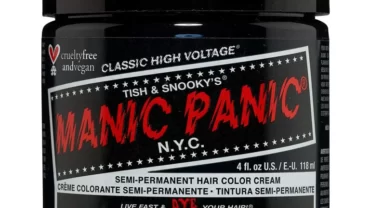 crueltyfree
andvegan
CLASSIC HIGH VOLTAGE®
TISH & SNOOKY'S
MANIC PANIC®
N.Y.C.
4 fl oz U.S./ E.-U. 118 ml
SEMI-PERMANENT HAIR COLOR CREAM
CRÈME COLORANTE SEMI-PERMANENTE • TINTURA SEMI-PERMANENTE
LIVE FAST & DYE YOUR HAIR!